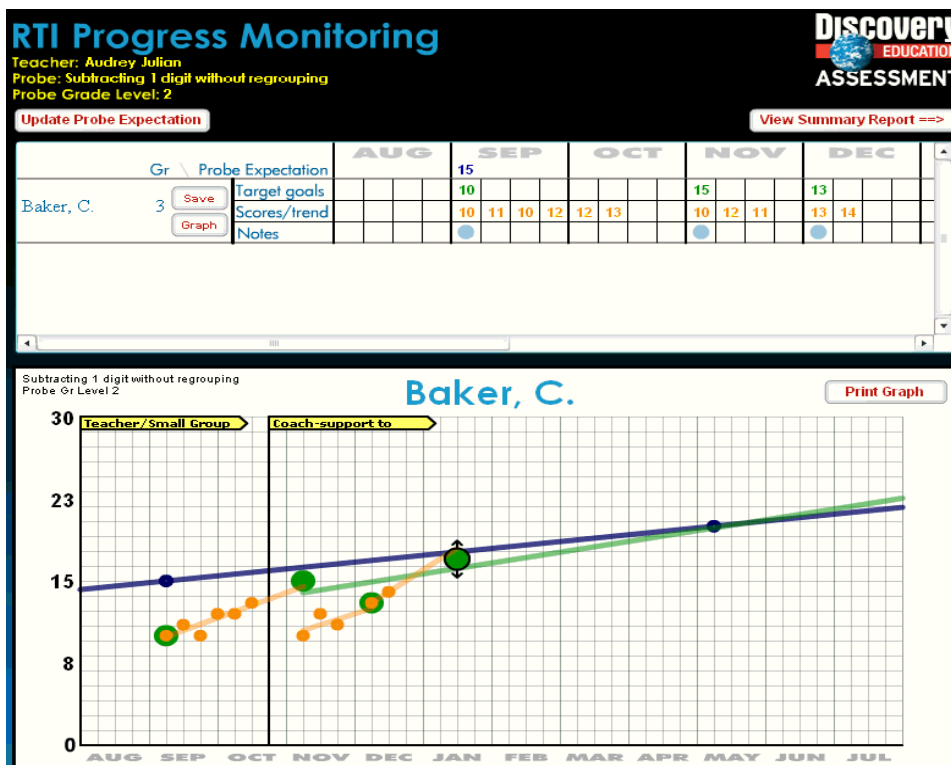 RTI Progress Monitoring
Teacher: Audrey Julian
Probe: Subtracting 1 digit without regrouping
Probe Grade Level: 2
Discovery
EDUCATION
ASSESSMENT
Update Probe Expectation
View Summary Report ==>
AUG SEP OCT NOV DEC
Gr \ Probe Expectation 15
Target goals 10 15 13
Baker, C. 3 Save Scores/trend 10 11 10 12 12 13 10 12 11 13 14
Graph Notes
Subtracting 1 digit without regrouping
Probe Gr Level 2
Baker, C.
Print Graph
30
Teacher/Small Group Coach-support to
23
15
8
0
AUG SEP OCT NOV DEC JAN FEB MAR APR MAY JUN JUL